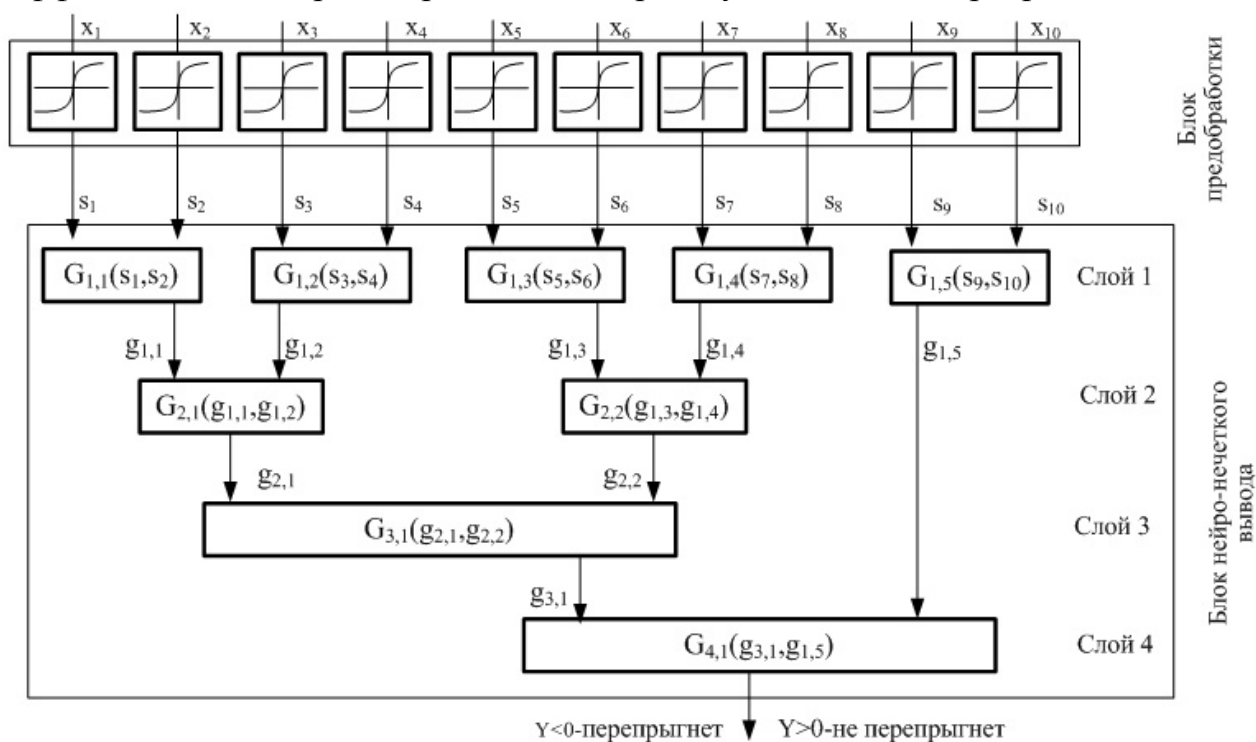 x₁ x₂ x₃ x₄ x₅ x₆ x₇ x₈ x₉ x₁₀
Блок
предобработки
s₁ s₂ s₃ s₄ s₅ s₆ s₇ s₈ s₉ s₁₀
G₁,₁(s₁,s₂) G₁,₂(s₃,s₄) G₁,₃(s₅,s₆) G₁,₄(s₇,s₈) G₁,₅(s₉,s₁₀) Слой 1
g₁,₁ g₁,₂ g₁,₃ g₁,₄ g₁,₅
G₂,₁(g₁,₁,g₁,₂) G₂,₂(g₁,₃,g₁,₄) Слой 2
g₂,₁ g₂,₂
G₃,₁(g₂,₁,g₂,₂) Слой 3
g₃,₁
G₄,₁(g₃,₁,g₁,₅) Слой 4
Блок нейро-нечеткого
вывода
Y<0-перепрыгнет Y>0-не перепрыгнет